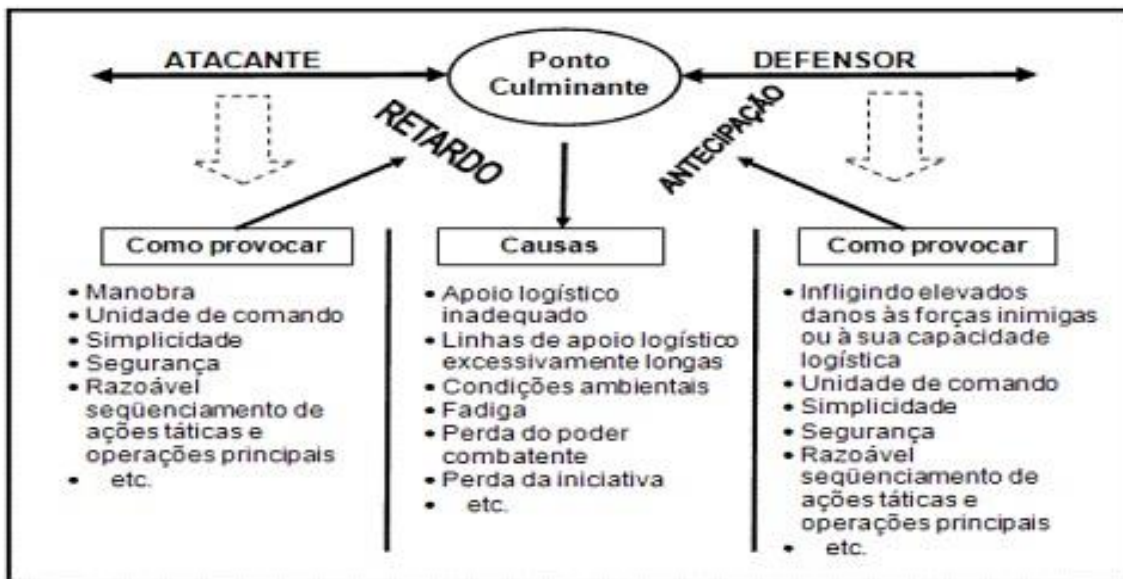 ATACANTE
Ponto
Culminante
DEFENSOR
RETARDO
ANTECIPAÇÃO
Como provocar
• Manobra
• Unidade de comando
• Simplicidade
• Segurança
• Razoável
seqüenciamento de
ações táticas e
operações principais
• etc.
Causas
• Apoio logístico
inadequado
• Linhas de apoio logístico
excessivamente longas
• Condições ambientais
• Fadiga
• Perda do poder
combatente
• Perda da iniciativa
• etc.
Como provocar
• Infligindo elevados
danos às forças inimigas
ou à sua capacidade
logística
• Unidade de comando
• Simplicidade
• Segurança
• Razoável
seqüenciamento de
ações táticas e
operações principais
• etc.